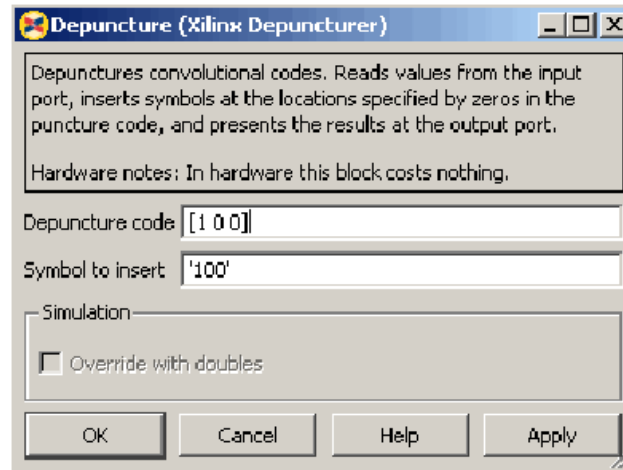 Depuncture (Xilinx Depuncturer)
Depunctures convolutional codes. Reads values from the input
port, inserts symbols at the locations specified by zeros in the
puncture code, and presents the results at the output port.
Hardware notes: In hardware this block costs nothing.
Depuncture code [1 0 0]
Symbol to insert '100'
Simulation
Override with doubles
OK Cancel Help Apply